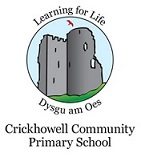 Learning for Life
Dysgu am Oes
Crickhowell Community
Primary School